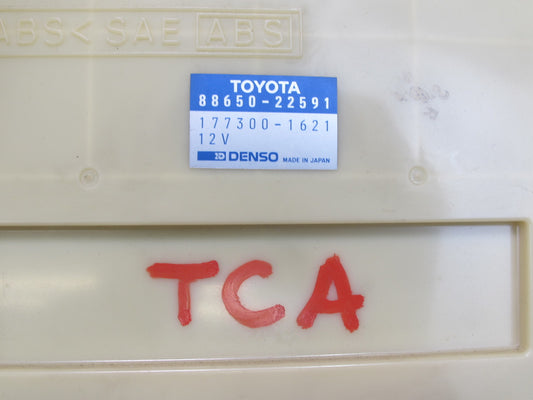 ABS < SAE ABS
TOYOTA
88650-22591
177300-1621
12V
DENSO MADE IN JAPAN
TCA